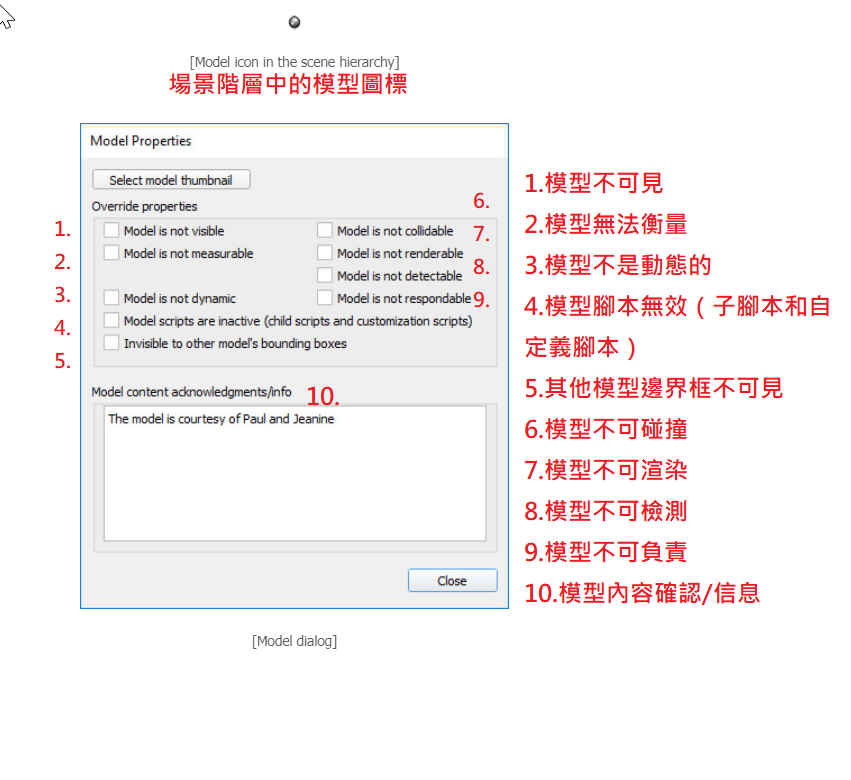 [Model icon in the scene hierarchy]
場景階層中的模型圖標
Model Properties
Select model thumbnail
Override properties
6.
1.
Model is not visible
Model is not collidable
7.
2.
Model is not measurable
Model is not renderable
Model is not detectable
8.
3.
Model is not dynamic
Model is not respondable
9.
4.
Model scripts are inactive (child scripts and customization scripts)
5.
Invisible to other model's bounding boxes
Model content acknowledgments/info
10.
The model is courtesy of Paul and Jeanine
Close
[Model dialog]
1.模型不可見
2.模型無法衡量
3.模型不是動態的
4.模型腳本無效（子腳本和自
定義腳本）
5.其他模型邊界框不可見
6.模型不可碰撞
7.模型不可渲染
8.模型不可檢測
9.模型不可負責
10.模型內容確認/信息